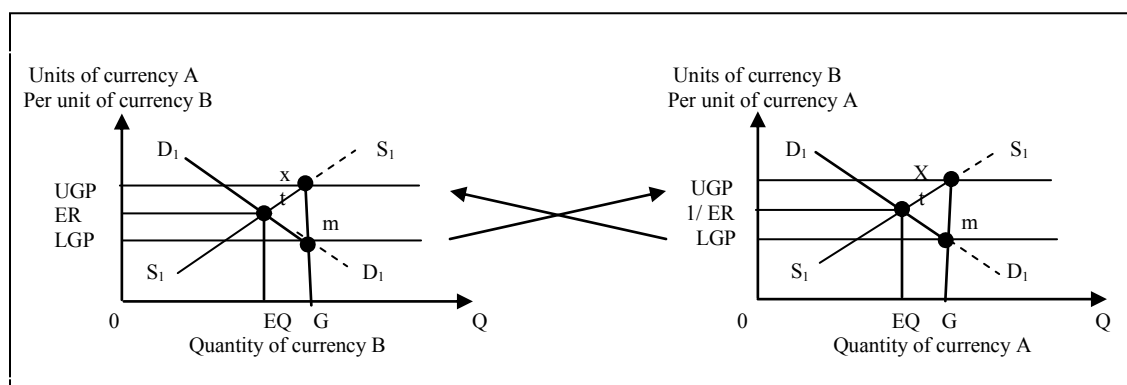 Units of currency A
Per unit of currency B
D1
S1
x
UGP
t
ER
m
LGP
S1
D1
0
EQ
G
Q
Quantity of currency B
Units of currency B
Per unit of currency A
D1
S1
X
UGP
t
1/ ER
m
LGP
S1
D1
0
EQ
G
Q
Quantity of currency A